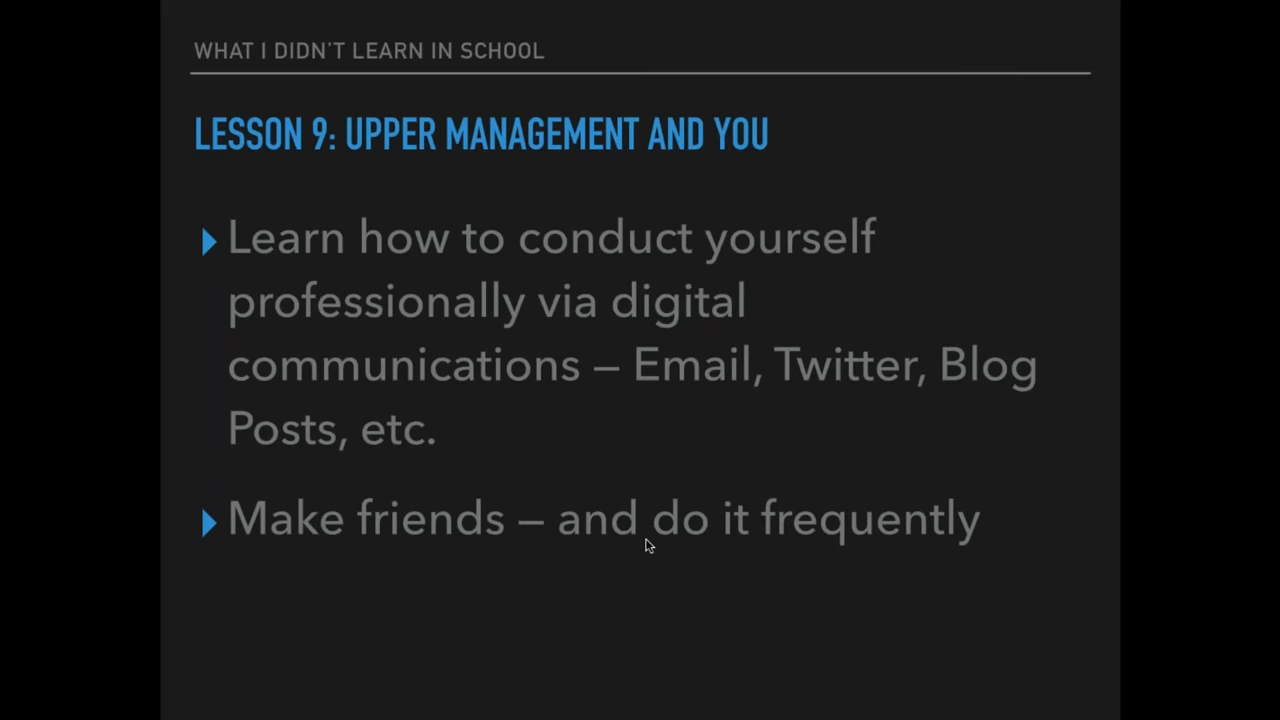 WHAT I DIDN'T LEARN IN SCHOOL
LESSON 9: UPPER MANAGEMENT AND YOU
Learn how to conduct yourself
professionally via digital
communications – Email, Twitter, Blog
Posts, etc.
Make friends – and do it frequently